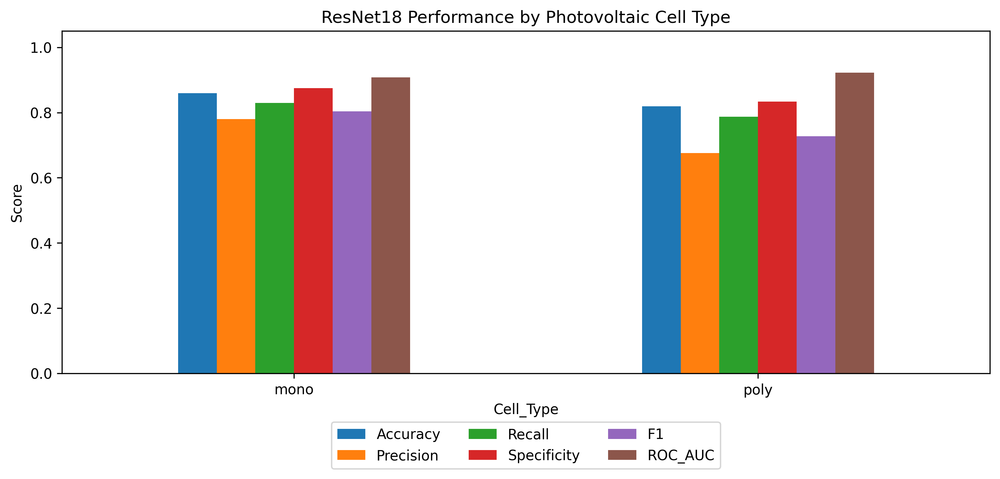 ResNet18 Performance by Photovoltaic Cell Type
1.0
0.8
0.6
0.4
0.2
0.0
Score
mono poly
Cell_Type
Accuracy Recall F1
Precision Specificity ROC_AUC